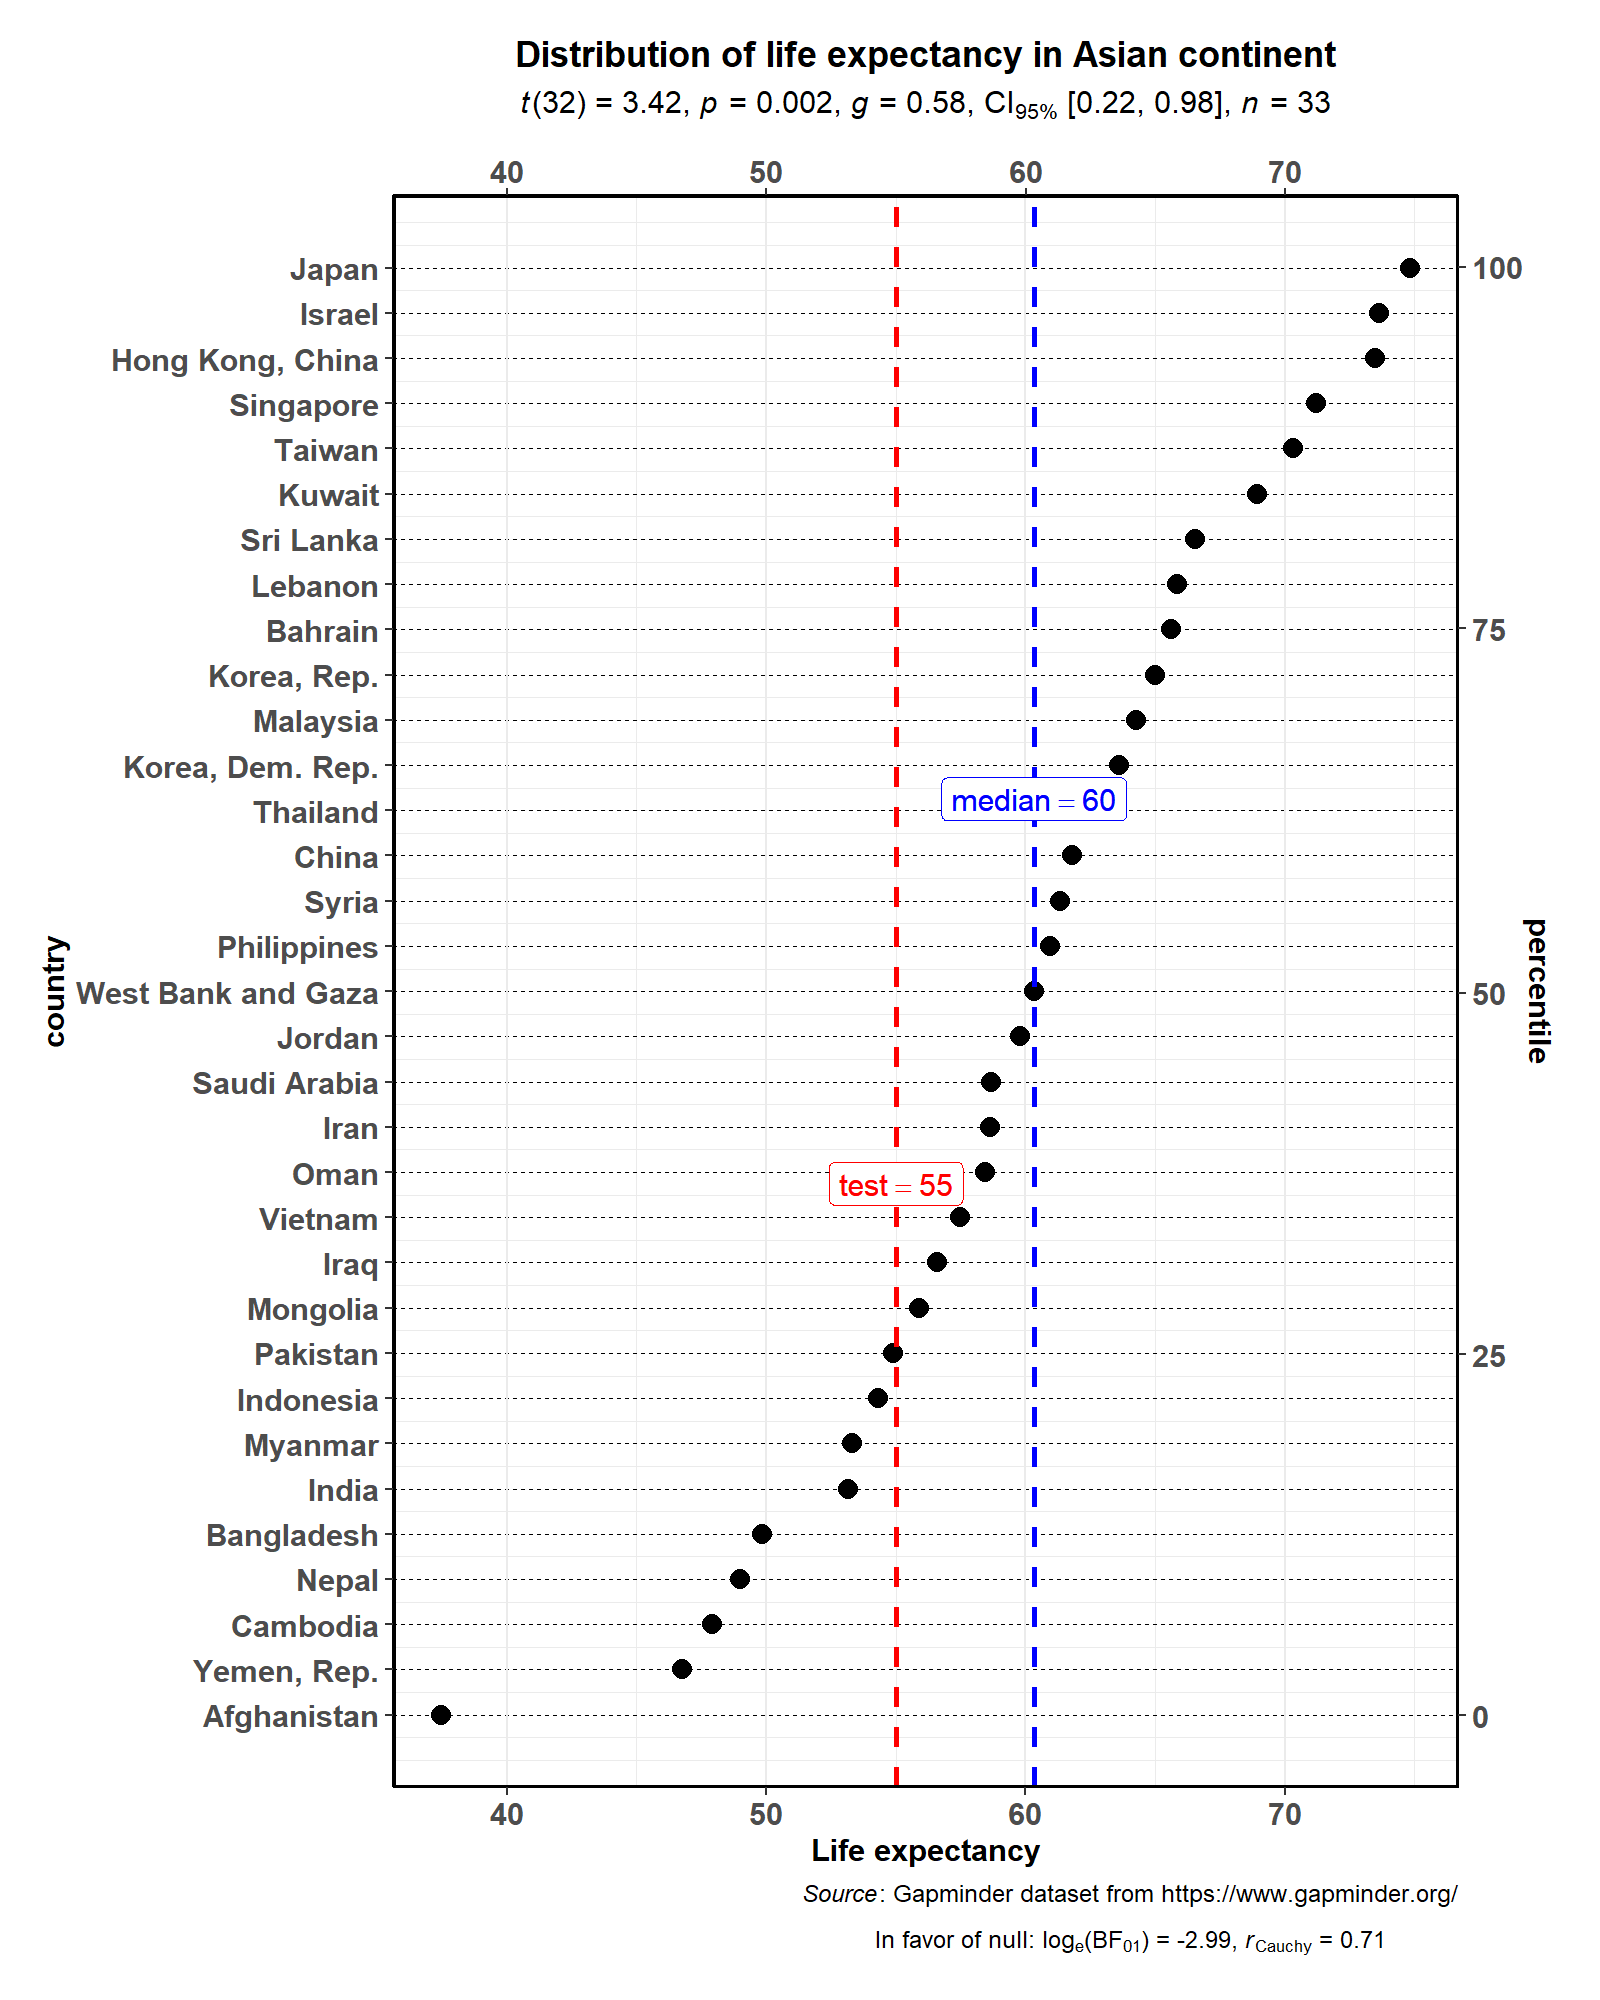 Distribution of life expectancy in Asian continent
t(32) = 3.42, p = 0.002, g = 0.58, CI95% [0.22, 0.98], n = 33
40 50 60 70
Japan
Israel
Hong Kong, China
Singapore
Taiwan
Kuwait
Sri Lanka
Lebanon
Bahrain
Korea, Rep.
Malaysia
Korea, Dem. Rep.
Thailand
China
Syria
Philippines
West Bank and Gaza
Jordan
Saudi Arabia
Iran
Oman
Vietnam
Iraq
Mongolia
Pakistan
Indonesia
Myanmar
India
Bangladesh
Nepal
Cambodia
Yemen, Rep.
Afghanistan
country
median = 60
test = 55
100
75
50
25
0
percentile
40 50 60 70
Life expectancy
Source: Gapminder dataset from https://www.gapminder.org/
In favor of null: loge(BF01) = -2.99, rCauchy = 0.71